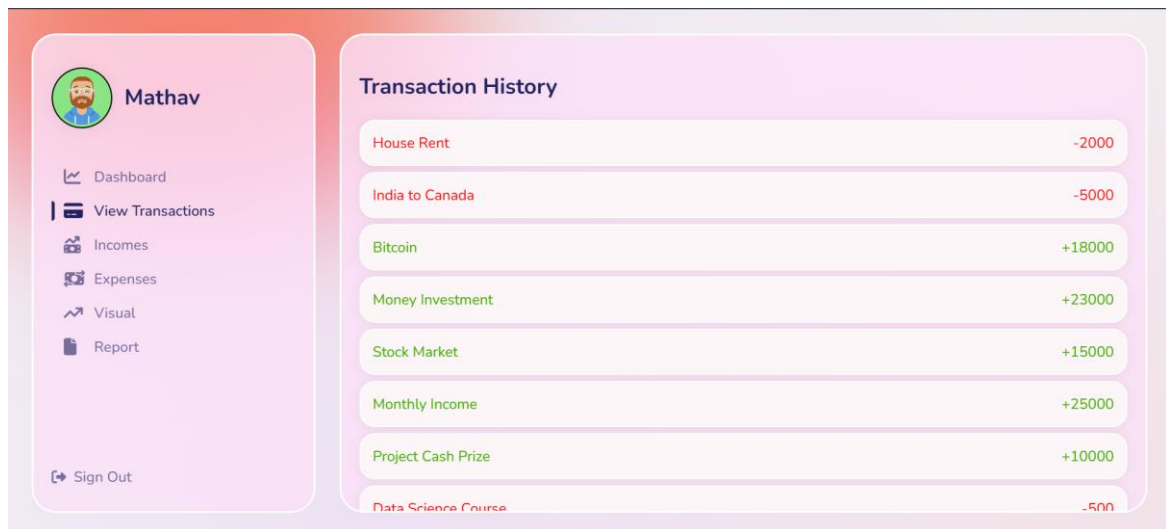 Mathav
Dashboard
View Transactions
Incomes
Expenses
Visual
Report
Sign Out
Transaction History
House Rent -2000
India to Canada -5000
Bitcoin +18000
Money Investment +23000
Stock Market +15000
Monthly Income +25000
Project Cash Prize +10000
Data Science Course -500